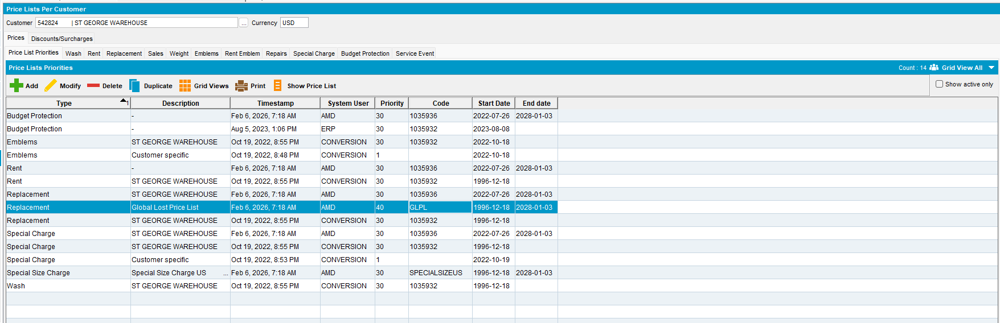 Price Lists Per Customer
Customer 542824 | ST GEORGE WAREHOUSE ... Currency USD
Prices Discounts/Surcharges
Price List Priorities Wash Rent Replacement Sales Weight Emblems Rent Emblem Repairs Special Charge Budget Protection Service Event
Price Lists Priorities Count : 14 Grid View All
Add Modify Delete Duplicate Grid Views Print Show Price List Show active only
Type 1 Description Timestamp System User Priority Code Start Date End date
Budget Protection - Feb 6, 2026, 7:18 AM AMD 30 1035936 2022-07-26 2028-01-03
Budget Protection - Aug 5, 2023, 1:06 PM ERP 30 1035932 2023-08-08
Emblems ST GEORGE WAREHOUSE Oct 19, 2022, 8:55 PM CONVERSION 30 1035932 2022-10-18
Emblems Customer specific Oct 19, 2022, 8:48 PM CONVERSION 1 2022-10-18
Rent - Feb 6, 2026, 7:18 AM AMD 30 1035936 2022-07-26 2028-01-03
Rent ST GEORGE WAREHOUSE Oct 19, 2022, 8:55 PM CONVERSION 30 1035932 1996-12-18
Replacement ST GEORGE WAREHOUSE Feb 6, 2026, 7:18 AM AMD 30 1035936 2022-07-26 2028-01-03
Replacement Global Lost Price List Feb 6, 2026, 7:18 AM AMD 40 GLPL 1996-12-18 2028-01-03
Replacement ST GEORGE WAREHOUSE Oct 19, 2022, 8:55 PM CONVERSION 30 1035932 1996-12-18
Special Charge ST GEORGE WAREHOUSE Feb 6, 2026, 7:18 AM AMD 30 1035936 2022-07-26 2028-01-03
Special Charge ST GEORGE WAREHOUSE Oct 19, 2022, 8:55 PM CONVERSION 30 1035932 1996-12-18
Special Charge Customer specific Oct 19, 2022, 8:53 PM CONVERSION 1 2022-10-19
Special Size Charge Special Size Charge US ... Feb 6, 2026, 7:18 AM AMD 30 SPECIALSIZEUS 1996-12-18 2028-01-03
Wash ST GEORGE WAREHOUSE Oct 19, 2022, 8:55 PM CONVERSION 30 1035932 1996-12-18